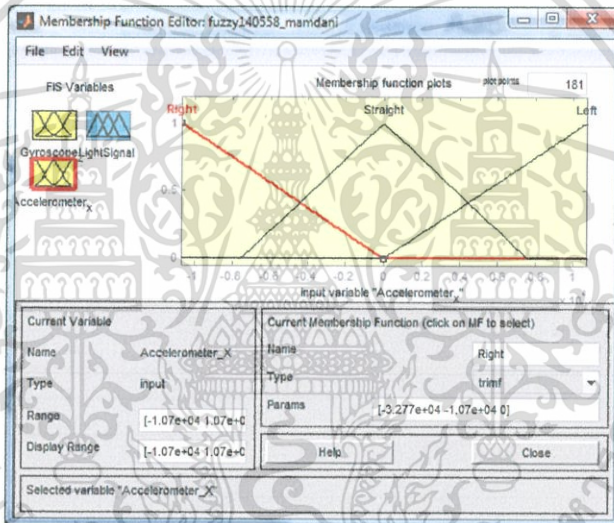 Membership Function Editor: fuzzy140558_mamdani
File Edit View
FIS Variables
Membership function plots
plot points
181
GyroscopeLightSignal
Accelerometer_X
Right
Straight
Left
1
0.5
0
-1 -0.8 -0.6 -0.4 -0.2 0 0.2 0.4 0.6 0.8 1
input variable "Accelerometer_X"
Current Variable
Name Accelerometer_X
Type input
Range [-1.07e+04 1.07e+0
Display Range [-1.07e+04 1.07e+0
Current Membership Function (click on MF to select)
Name Right
Type trimf
Params [-3.277e+04 -1.07e+04 0]
Help
Close
Selected variable "Accelerometer_X"